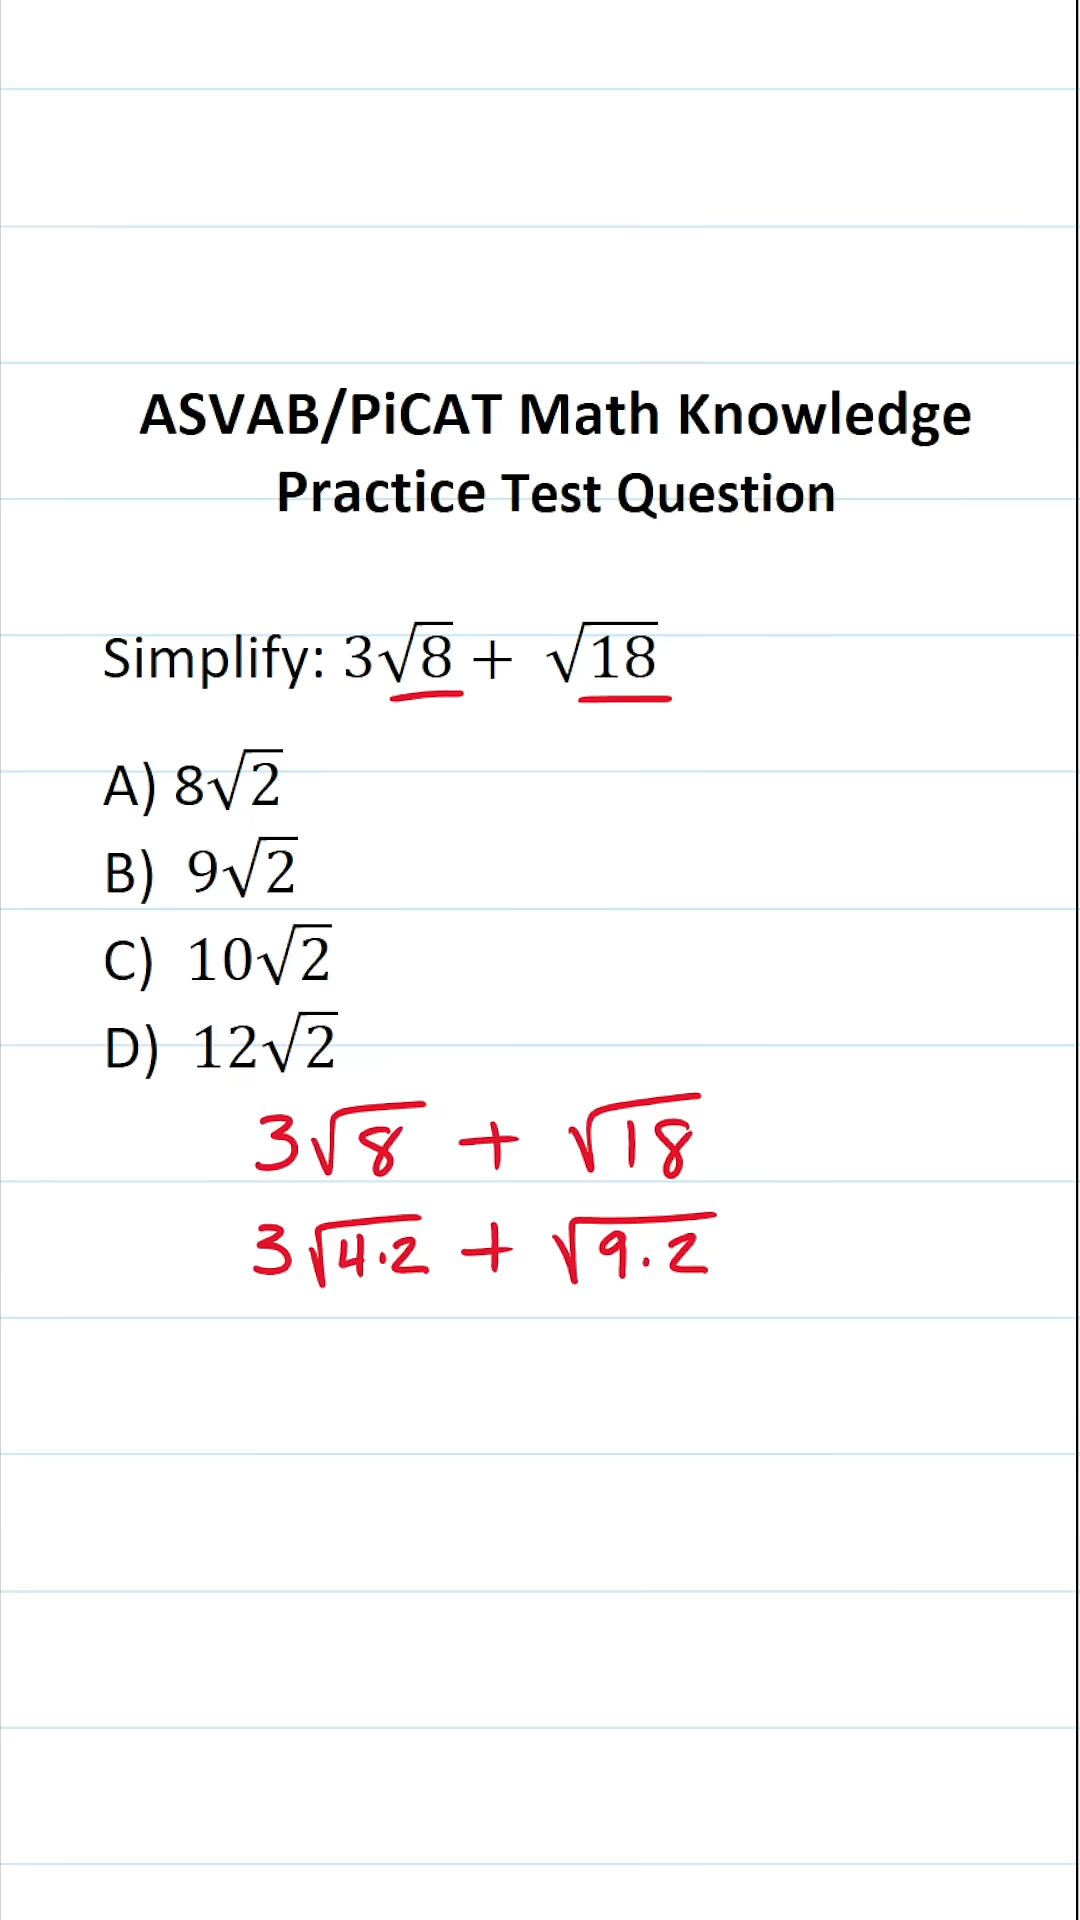 ASVAB/PiCAT Math Knowledge
Practice Test Question
Simplify: 3√8 + √18
A) 8√2
B) 9√2
C) 10√2
D) 12√2
3√8 + √18
3√4·2 + √9·2